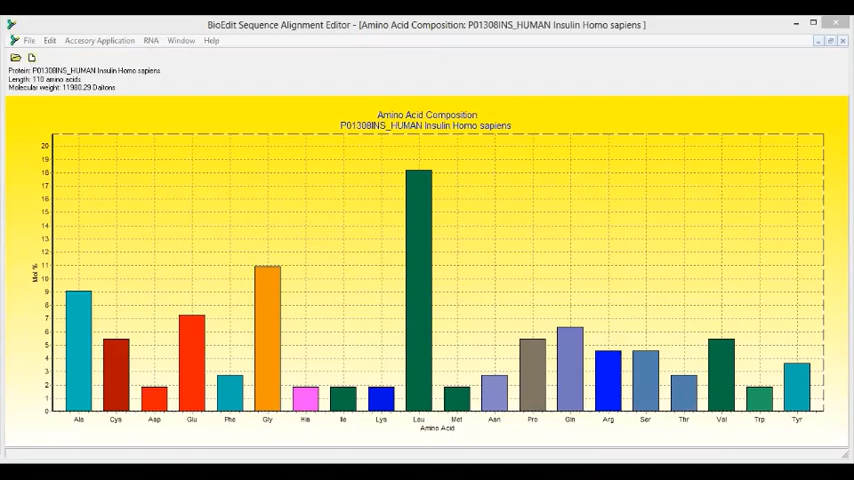 BioEdit Sequence Alignment Editor - [Amino Acid Composition: P01308INS_HUMAN Insulin Homo sapiens ]
File Edit Accesory Application RNA Window Help
Protein: P01308INS_HUMAN Insulin Homo sapiens
Length: 110 amino acids
Molecular weight: 11980.29 Daltons
Amino Acid Composition
P01308INS_HUMAN Insulin Homo sapiens
20
19
18
17
16
15
14
13
12
11
10
9
8
7
6
5
4
3
2
1
0
Mol %
Ala Cys Asp Glu Phe Gly His Ile Lys Leu Met Asn Pro Gln Arg Ser Thr Val Trp Tyr
Amino Acid